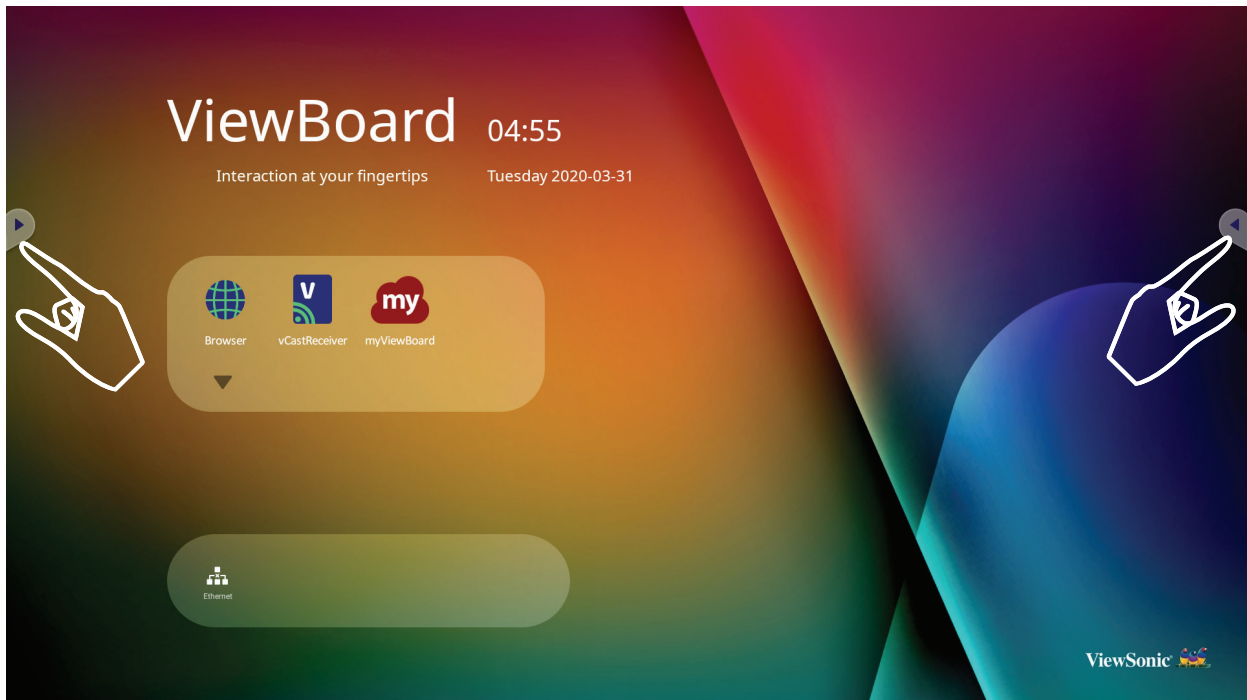 ViewBoard 04:55
Interaction at your fingertips Tuesday 2020-03-31
V my
Browser vCastReceiver myViewBoard
Ethernet
ViewSonic®